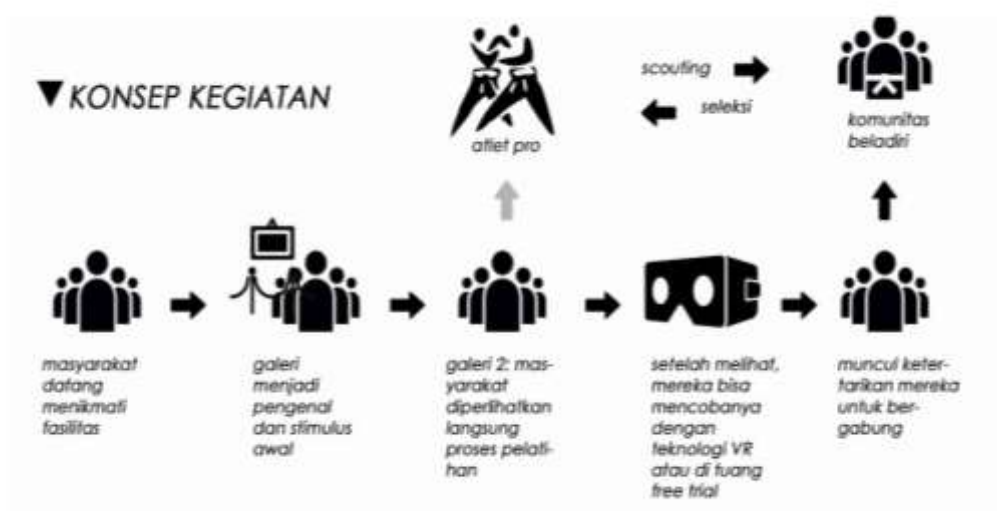 ▼ KONSEP KEGIATAN
scouting
seleksi
atlet pro
komunitas
beladiri
masyarakat
datang
menikmati
fasilitas
galeri
menjadi
pengenal
dan stimulus
awal
galeri 2: mas-
yarakat
diperlihatkan
langsung
proses pelati-
han
setelah melihat,
mereka bisa
mencobanya
dengan
teknologi VR
atau di tuang
free trial
muncul keter-
tarikan mereka
untuk ber-
gabung